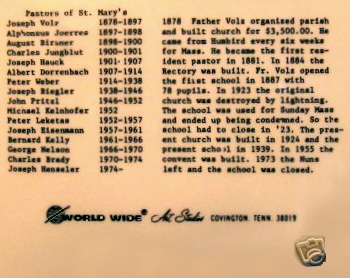 Pastors of St. Mary's
Joseph Volz 1878-1897
Alphonsus Joerres 1897-1898
August Birsner 1898-1900
Charles Jungblut 1900-1901
Joseph Hauck 1901-1907
Albert Dorrenbach 1907-1914
Peter Weber 1914-1938
Joseph Biegler 1938-1946
John Pritzl 1946-1952
Michael Kelnhofer 1952
Peter Leketas 1952-1957
Joseph Eisenmann 1957-1961
Bernard Kelly 1961-1966
George Nelson 1966-1970
Charles Brady 1970-1974
Joseph Henseler 1974-
1878 Father Volz organised parish
and built church for $3,500.00. He
came from Humbird every six weeks
for Mass. He became the first res-
ident pastor in 1881. In 1884 the
Rectory was built. Fr. Volz opened
the first school in 1887 with
78 pupils. In 1923 the original
church was destroyed by lightning.
The school was used for Sunday Mass
and ended up being condemned. So the
school had to close in '23. The pres-
ent church was built in 1924 and the
present school in 1939. In 1955 the
convent was built. 1973 the Nuns
left and the school was closed.
WORLD WIDE® Art Studios COVINGTON, TENN. 38019